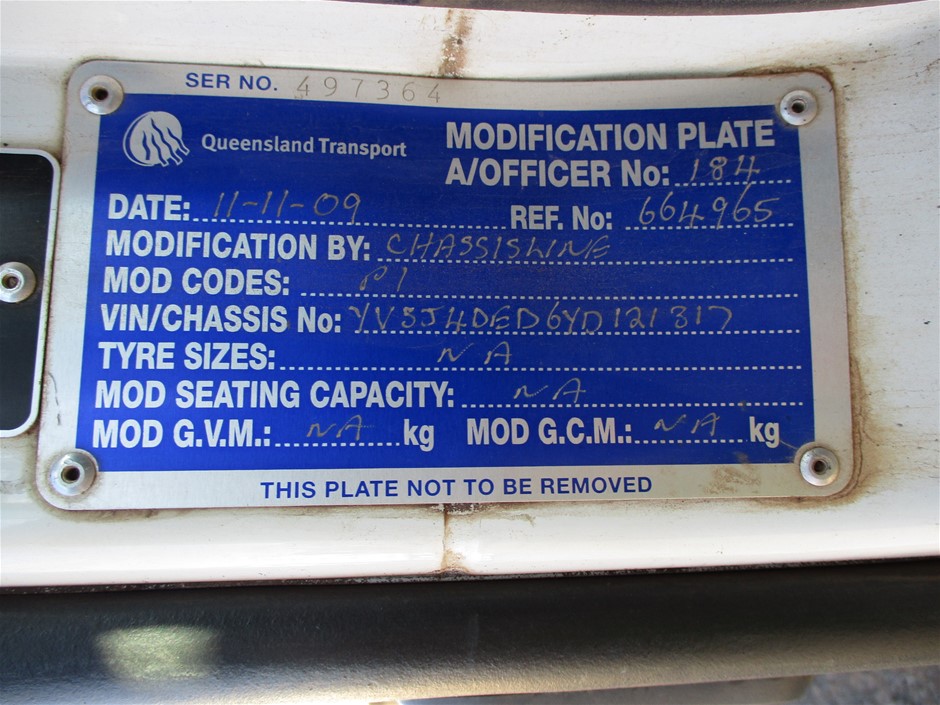 SER NO. 497364
Queensland Transport
MODIFICATION PLATE
A/OFFICER No: 184
DATE: 11-11-09 REF. No: 664965
MODIFICATION BY: CHASSISLINE
MOD CODES: P1
VIN/CHASSIS No: YV5J4DED6YD121317
TYRE SIZES: NA
MOD SEATING CAPACITY: NA
MOD G.V.M.: NA kg MOD G.C.M.: NA kg
THIS PLATE NOT TO BE REMOVED